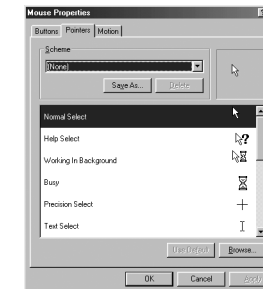 Mouse Properties
Buttons Pointers Motion
Scheme
(None)
Save As... Delete
Normal Select
Help Select
Working In Background
Busy
Precision Select
Text Select
Use Default Browse...
OK Cancel Apply